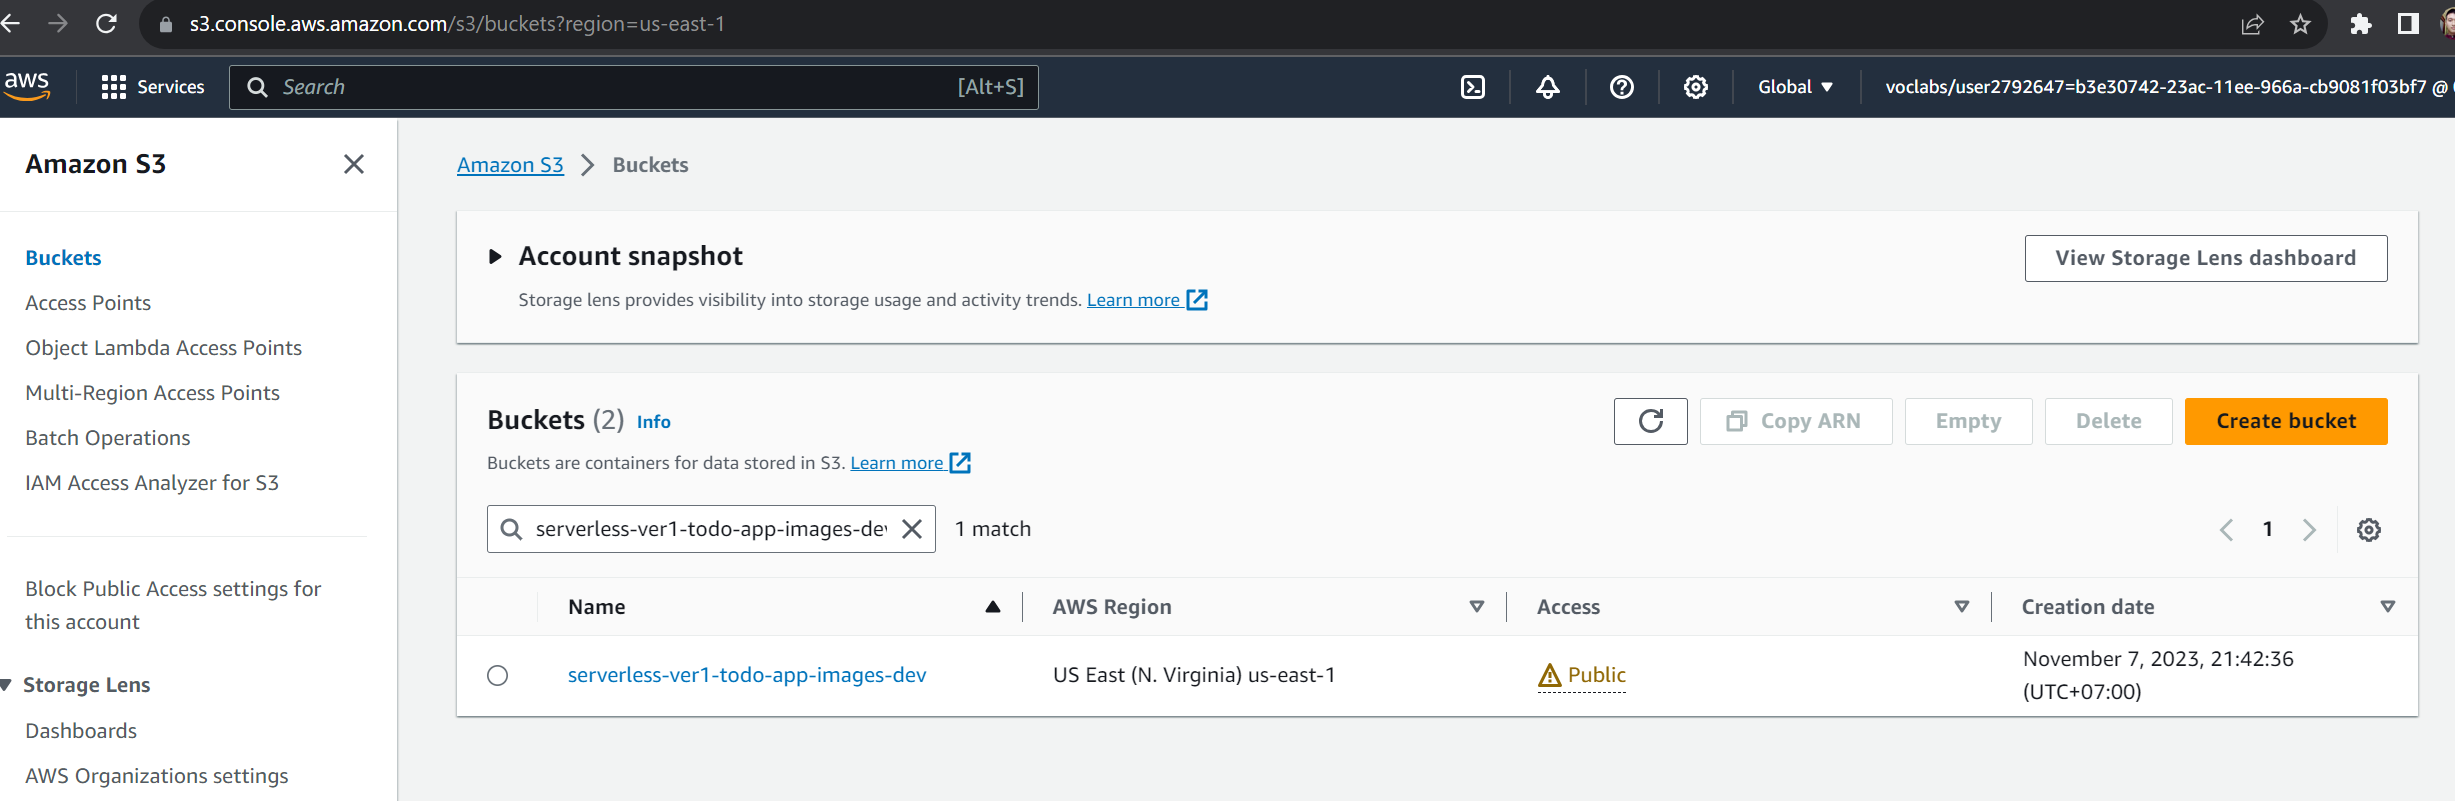 s3.console.aws.amazon.com/s3/buckets?region=us-east-1
aws
Services
Search
[Alt+S]
Global
voclabs/user2792647=b3e30742-23ac-11ee-966a-cb9081f03bf7 @
Amazon S3
Buckets
Access Points
Object Lambda Access Points
Multi-Region Access Points
Batch Operations
IAM Access Analyzer for S3
Block Public Access settings for
this account
Storage Lens
Dashboards
AWS Organizations settings
Amazon S3 > Buckets
Account snapshot
View Storage Lens dashboard
Storage lens provides visibility into storage usage and activity trends. Learn more
Buckets (2) Info
Copy ARN
Empty
Delete
Create bucket
Buckets are containers for data stored in S3. Learn more
serverless-ver1-todo-app-images-dev
1 match
1
Name
AWS Region
Access
Creation date
serverless-ver1-todo-app-images-dev
US East (N. Virginia) us-east-1
Public
November 7, 2023, 21:42:36
(UTC+07:00)